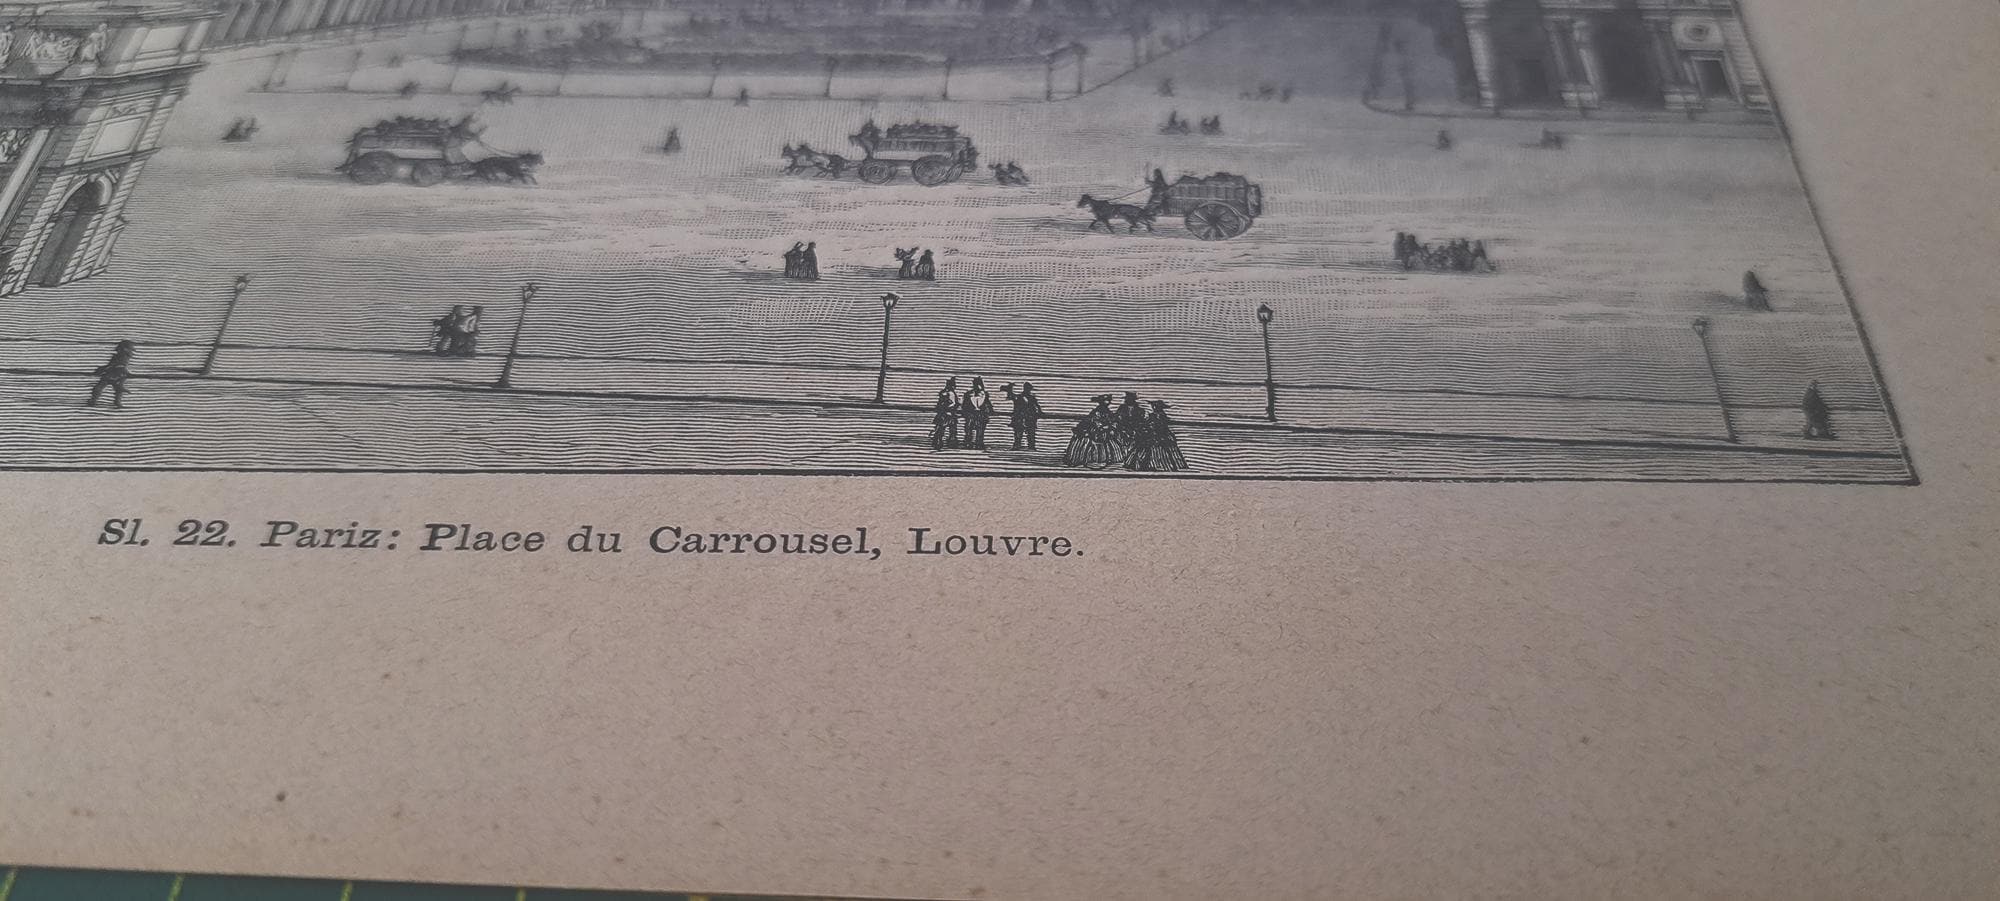 Sl. 22. Pariz: Place du Carrousel, Louvre.